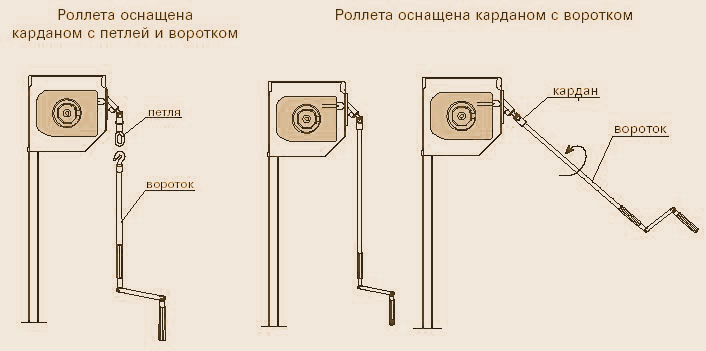 Роллета оснащена
карданом с петлей и воротком
Роллета оснащена карданом с воротком
петля
вороток
кардан
вороток